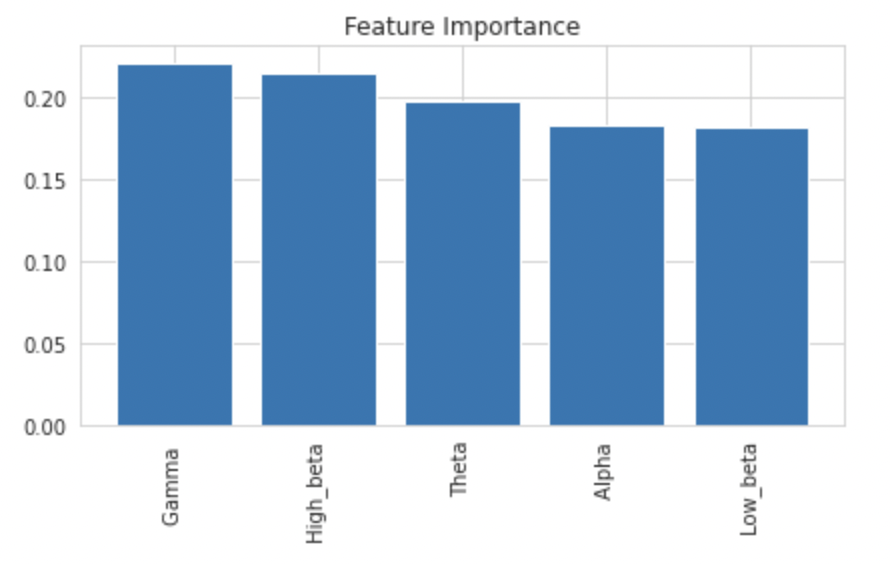 Feature Importance
0.20
0.15
0.10
0.05
0.00
Gamma
High_beta
Theta
Alpha
Low_beta